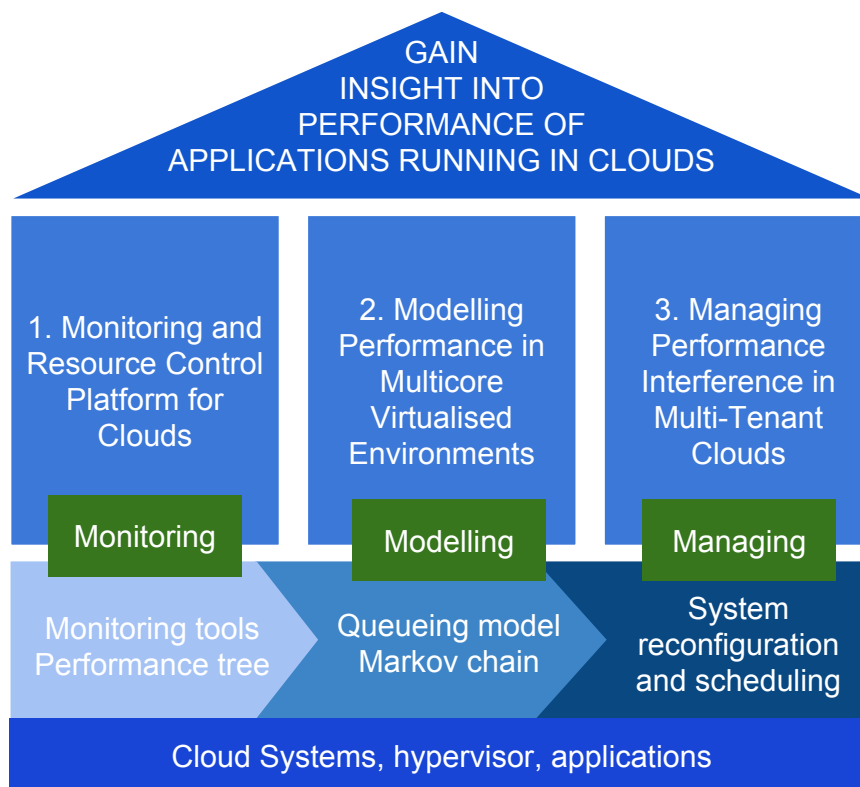 GAIN
INSIGHT INTO
PERFORMANCE OF
APPLICATIONS RUNNING IN CLOUDS
1. Monitoring and
Resource Control
Platform for
Clouds
2. Modelling
Performance in
Multicore
Virtualised
Environments
3. Managing
Performance
Interference in
Multi-Tenant
Clouds
Monitoring
Modelling
Managing
Monitoring tools
Performance tree
Queueing model
Markov chain
System
reconfiguration
and scheduling
Cloud Systems, hypervisor, applications